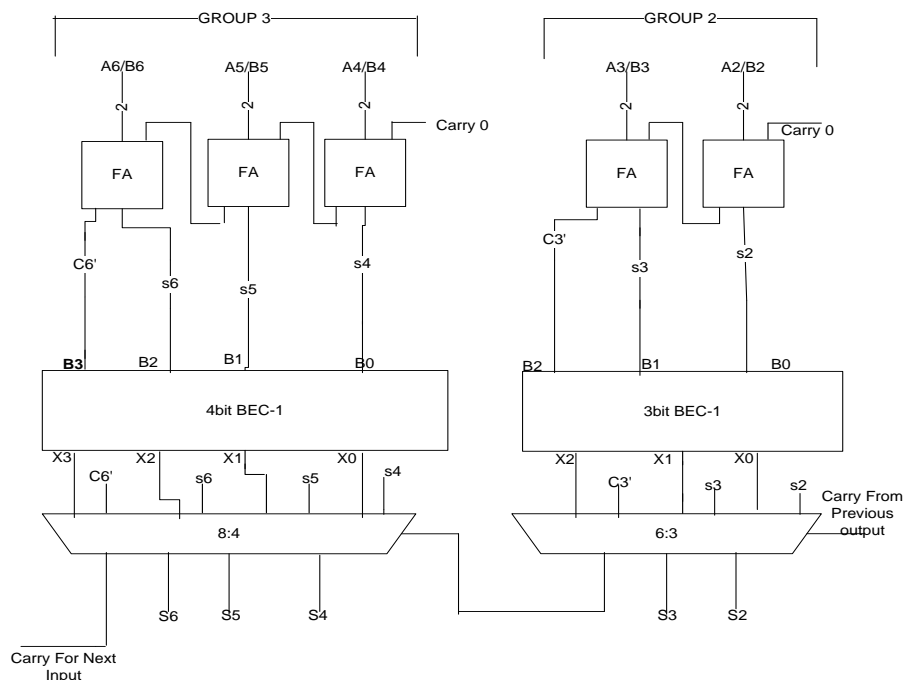 GROUP 3
GROUP 2
A6/B6
A5/B5
A4/B4
A3/B3
A2/B2
2
2
2
2
2
Carry 0
Carry 0
FA
FA
FA
FA
FA
C6'
s6
s5
s4
C3'
s3
s2
B3
B2
B1
B0
B2
B1
B0
4bit BEC-1
3bit BEC-1
X3
X2
X1
X0
X2
X1
X0
C6'
s6
s5
s4
C3'
s3
s2
Carry From
Previous
output
8:4
6:3
S6
S5
S4
S3
S2
Carry For Next
Input